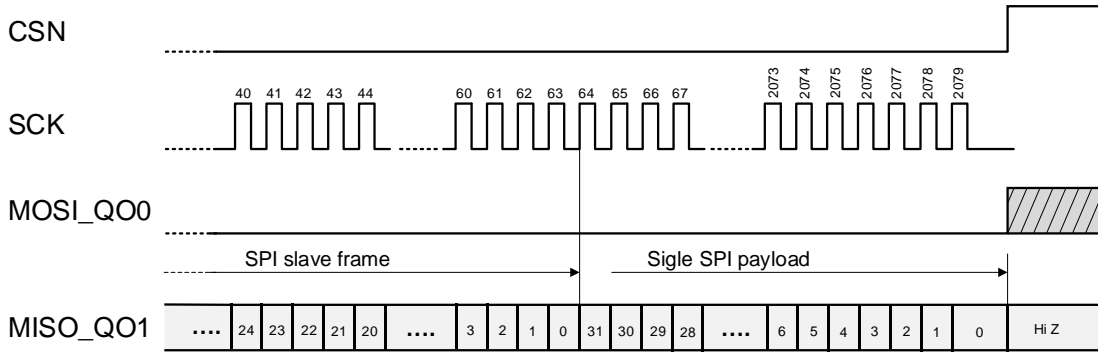 CSN
40 41 42 43 44 60 61 62 63 64 65 66 67 2073 2074 2075 2076 2077 2078 2079
SCK
MOSI_QO0
SPI slave frame Sigle SPI payload
MISO_QO1 .... 24 23 22 21 20 .... 3 2 1 0 31 30 29 28 .... 6 5 4 3 2 1 0 Hi Z